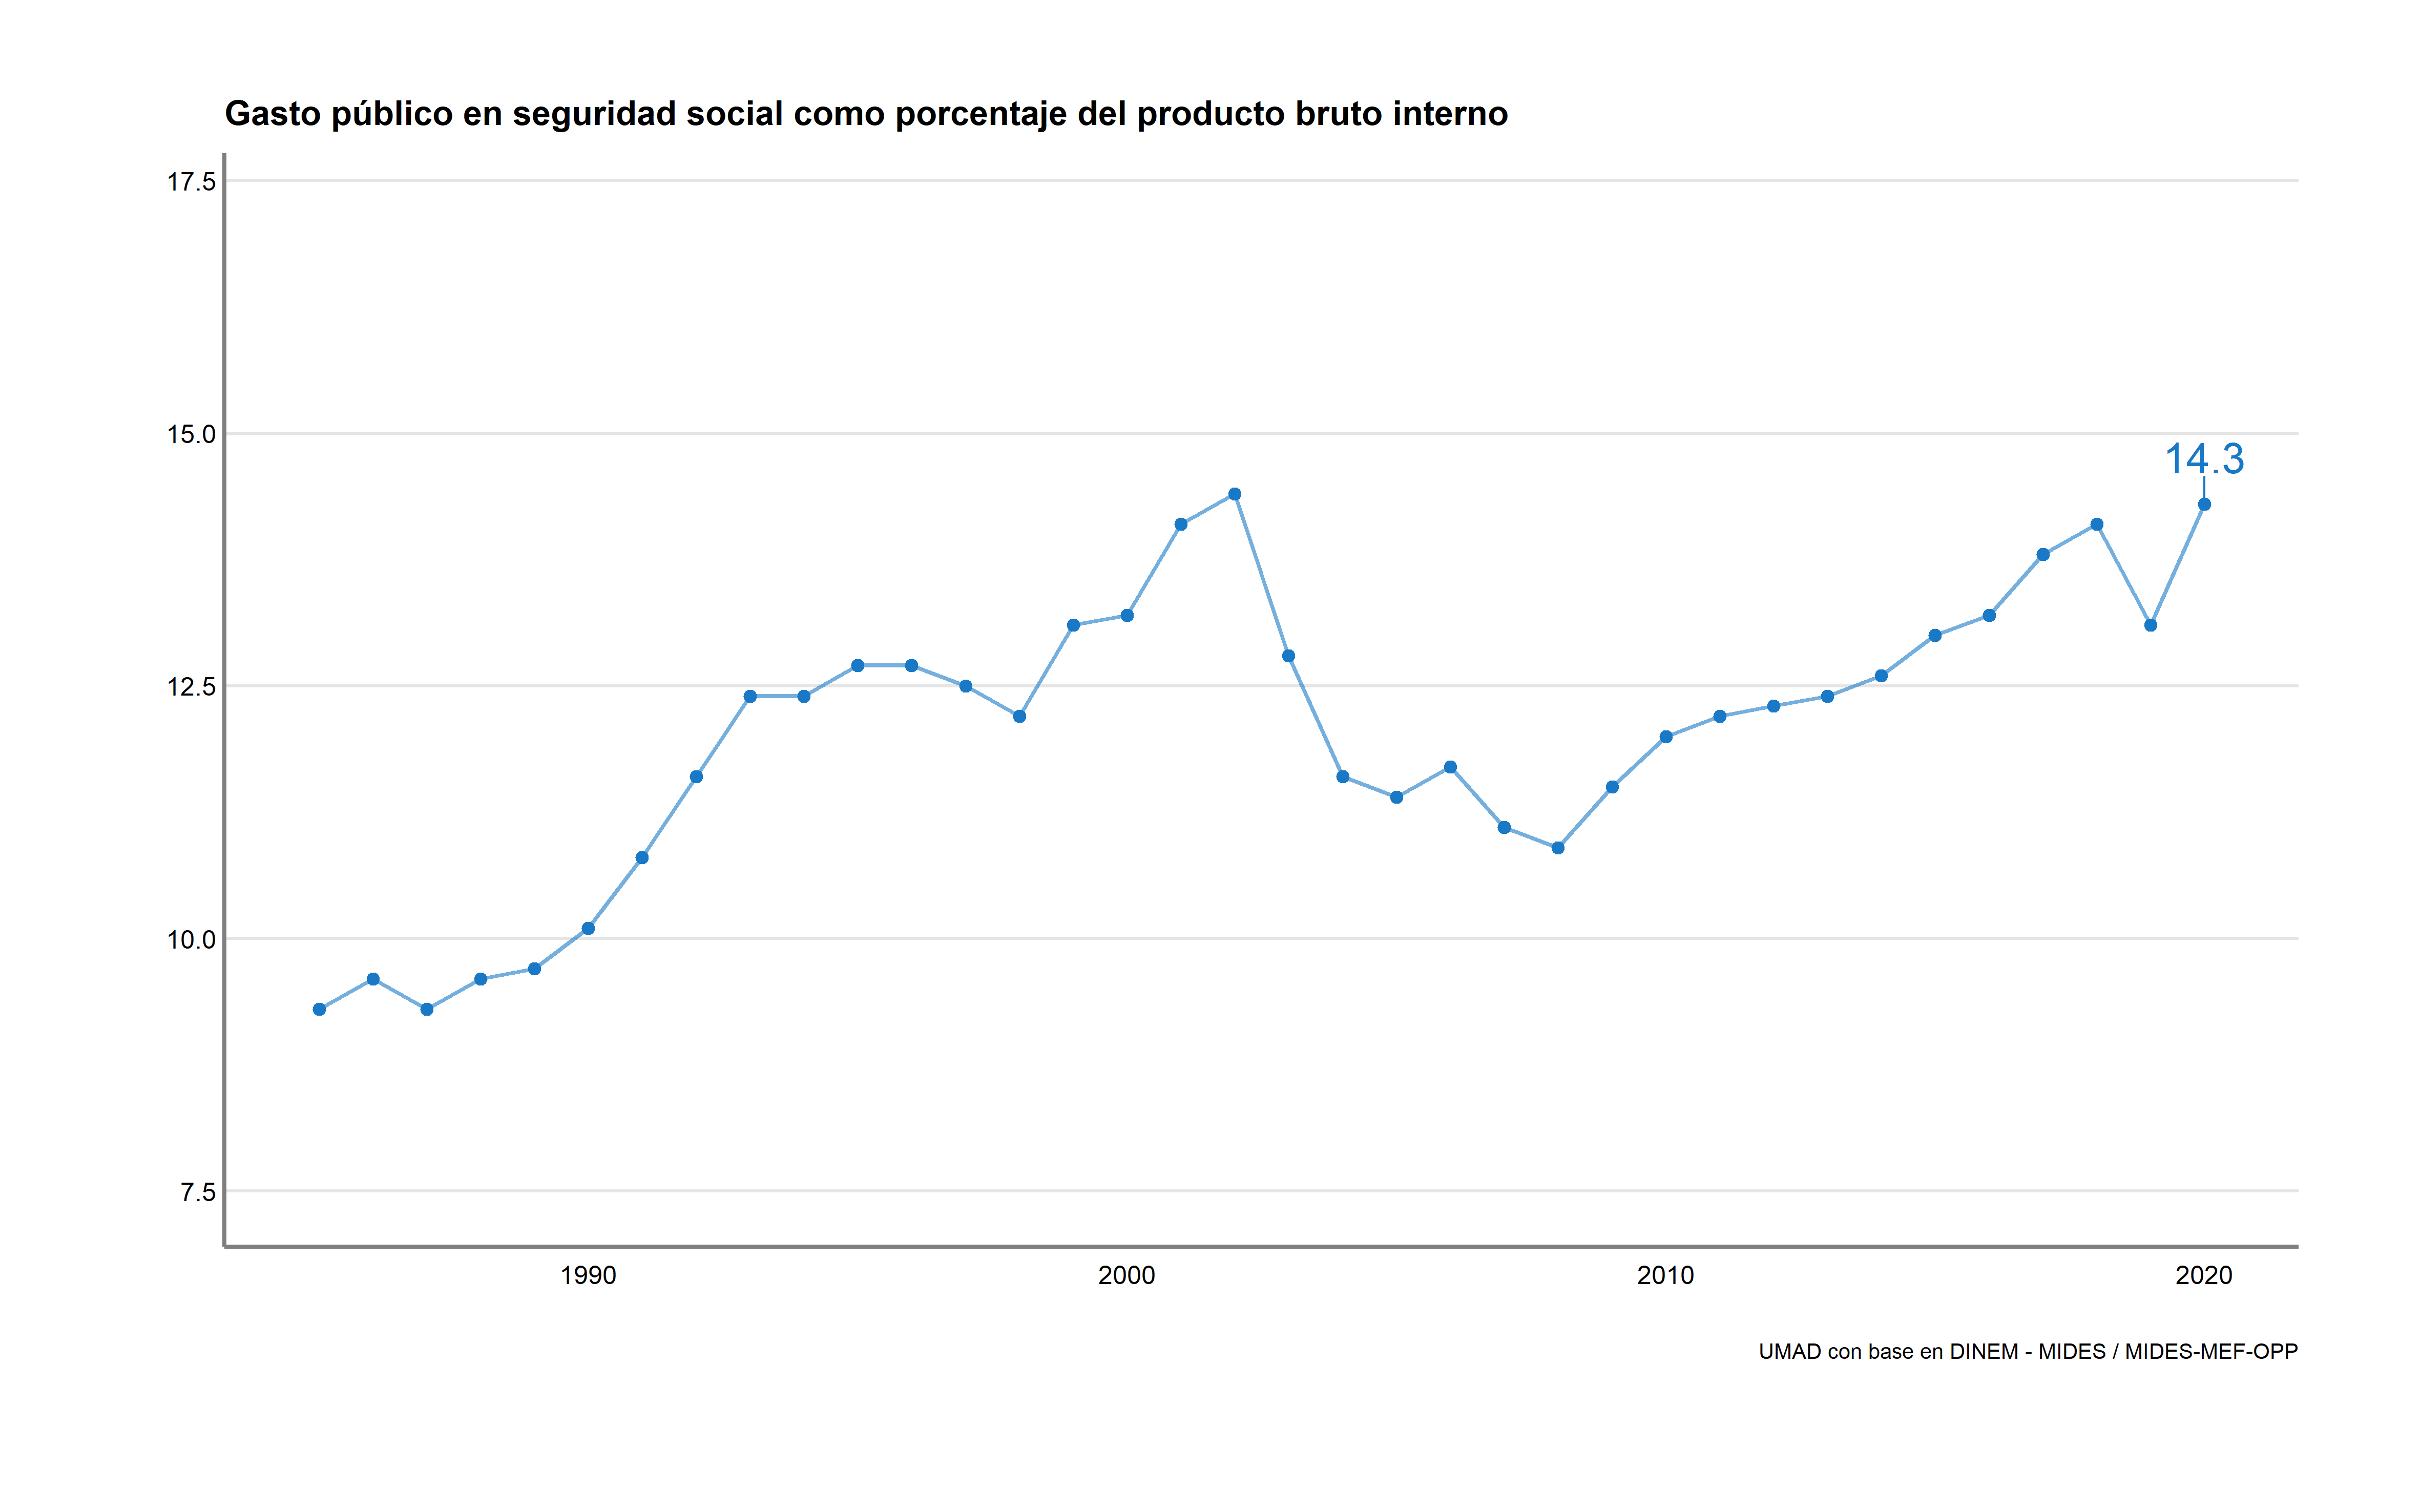 Gasto público en seguridad social como porcentaje del producto bruto interno
17.5
15.0
14.3
12.5
10.0
7.5
1990 2000 2010 2020
UMAD con base en DINEM - MIDES / MIDES-MEF-OPP